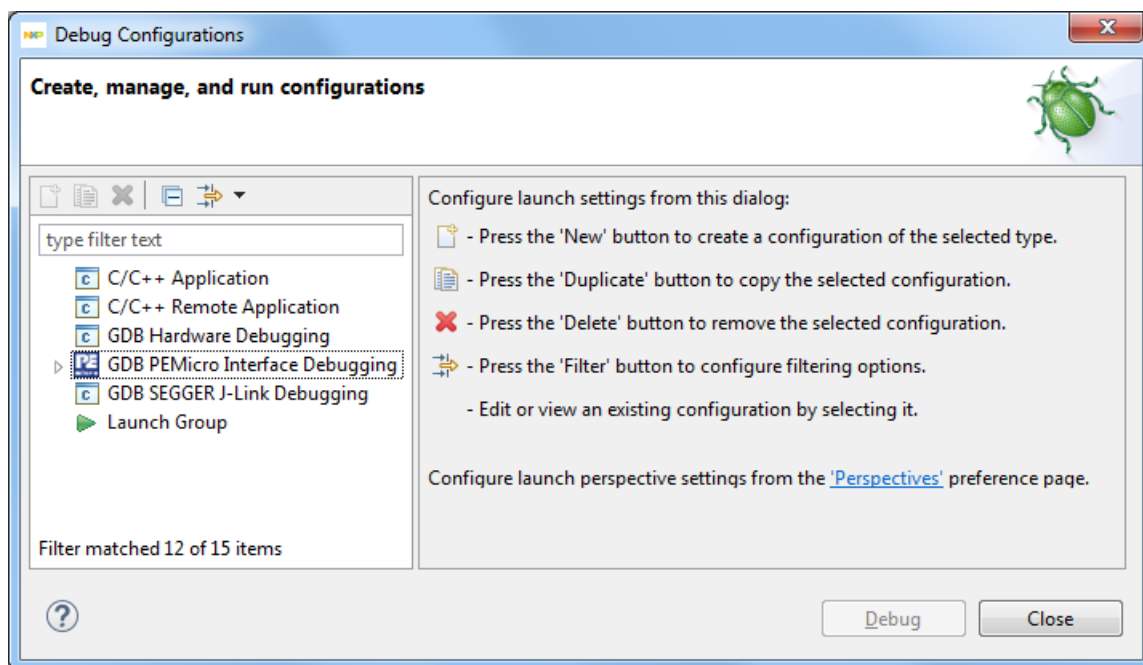 NXP Debug Configurations
Create, manage, and run configurations
type filter text
C/C++ Application
C/C++ Remote Application
GDB Hardware Debugging
GDB PEMicro Interface Debugging
GDB SEGGER J-Link Debugging
Launch Group
Filter matched 12 of 15 items
Configure launch settings from this dialog:
- Press the 'New' button to create a configuration of the selected type.
- Press the 'Duplicate' button to copy the selected configuration.
- Press the 'Delete' button to remove the selected configuration.
- Press the 'Filter' button to configure filtering options.
- Edit or view an existing configuration by selecting it.
Configure launch perspective settings from the 'Perspectives' preference page.
Debug
Close